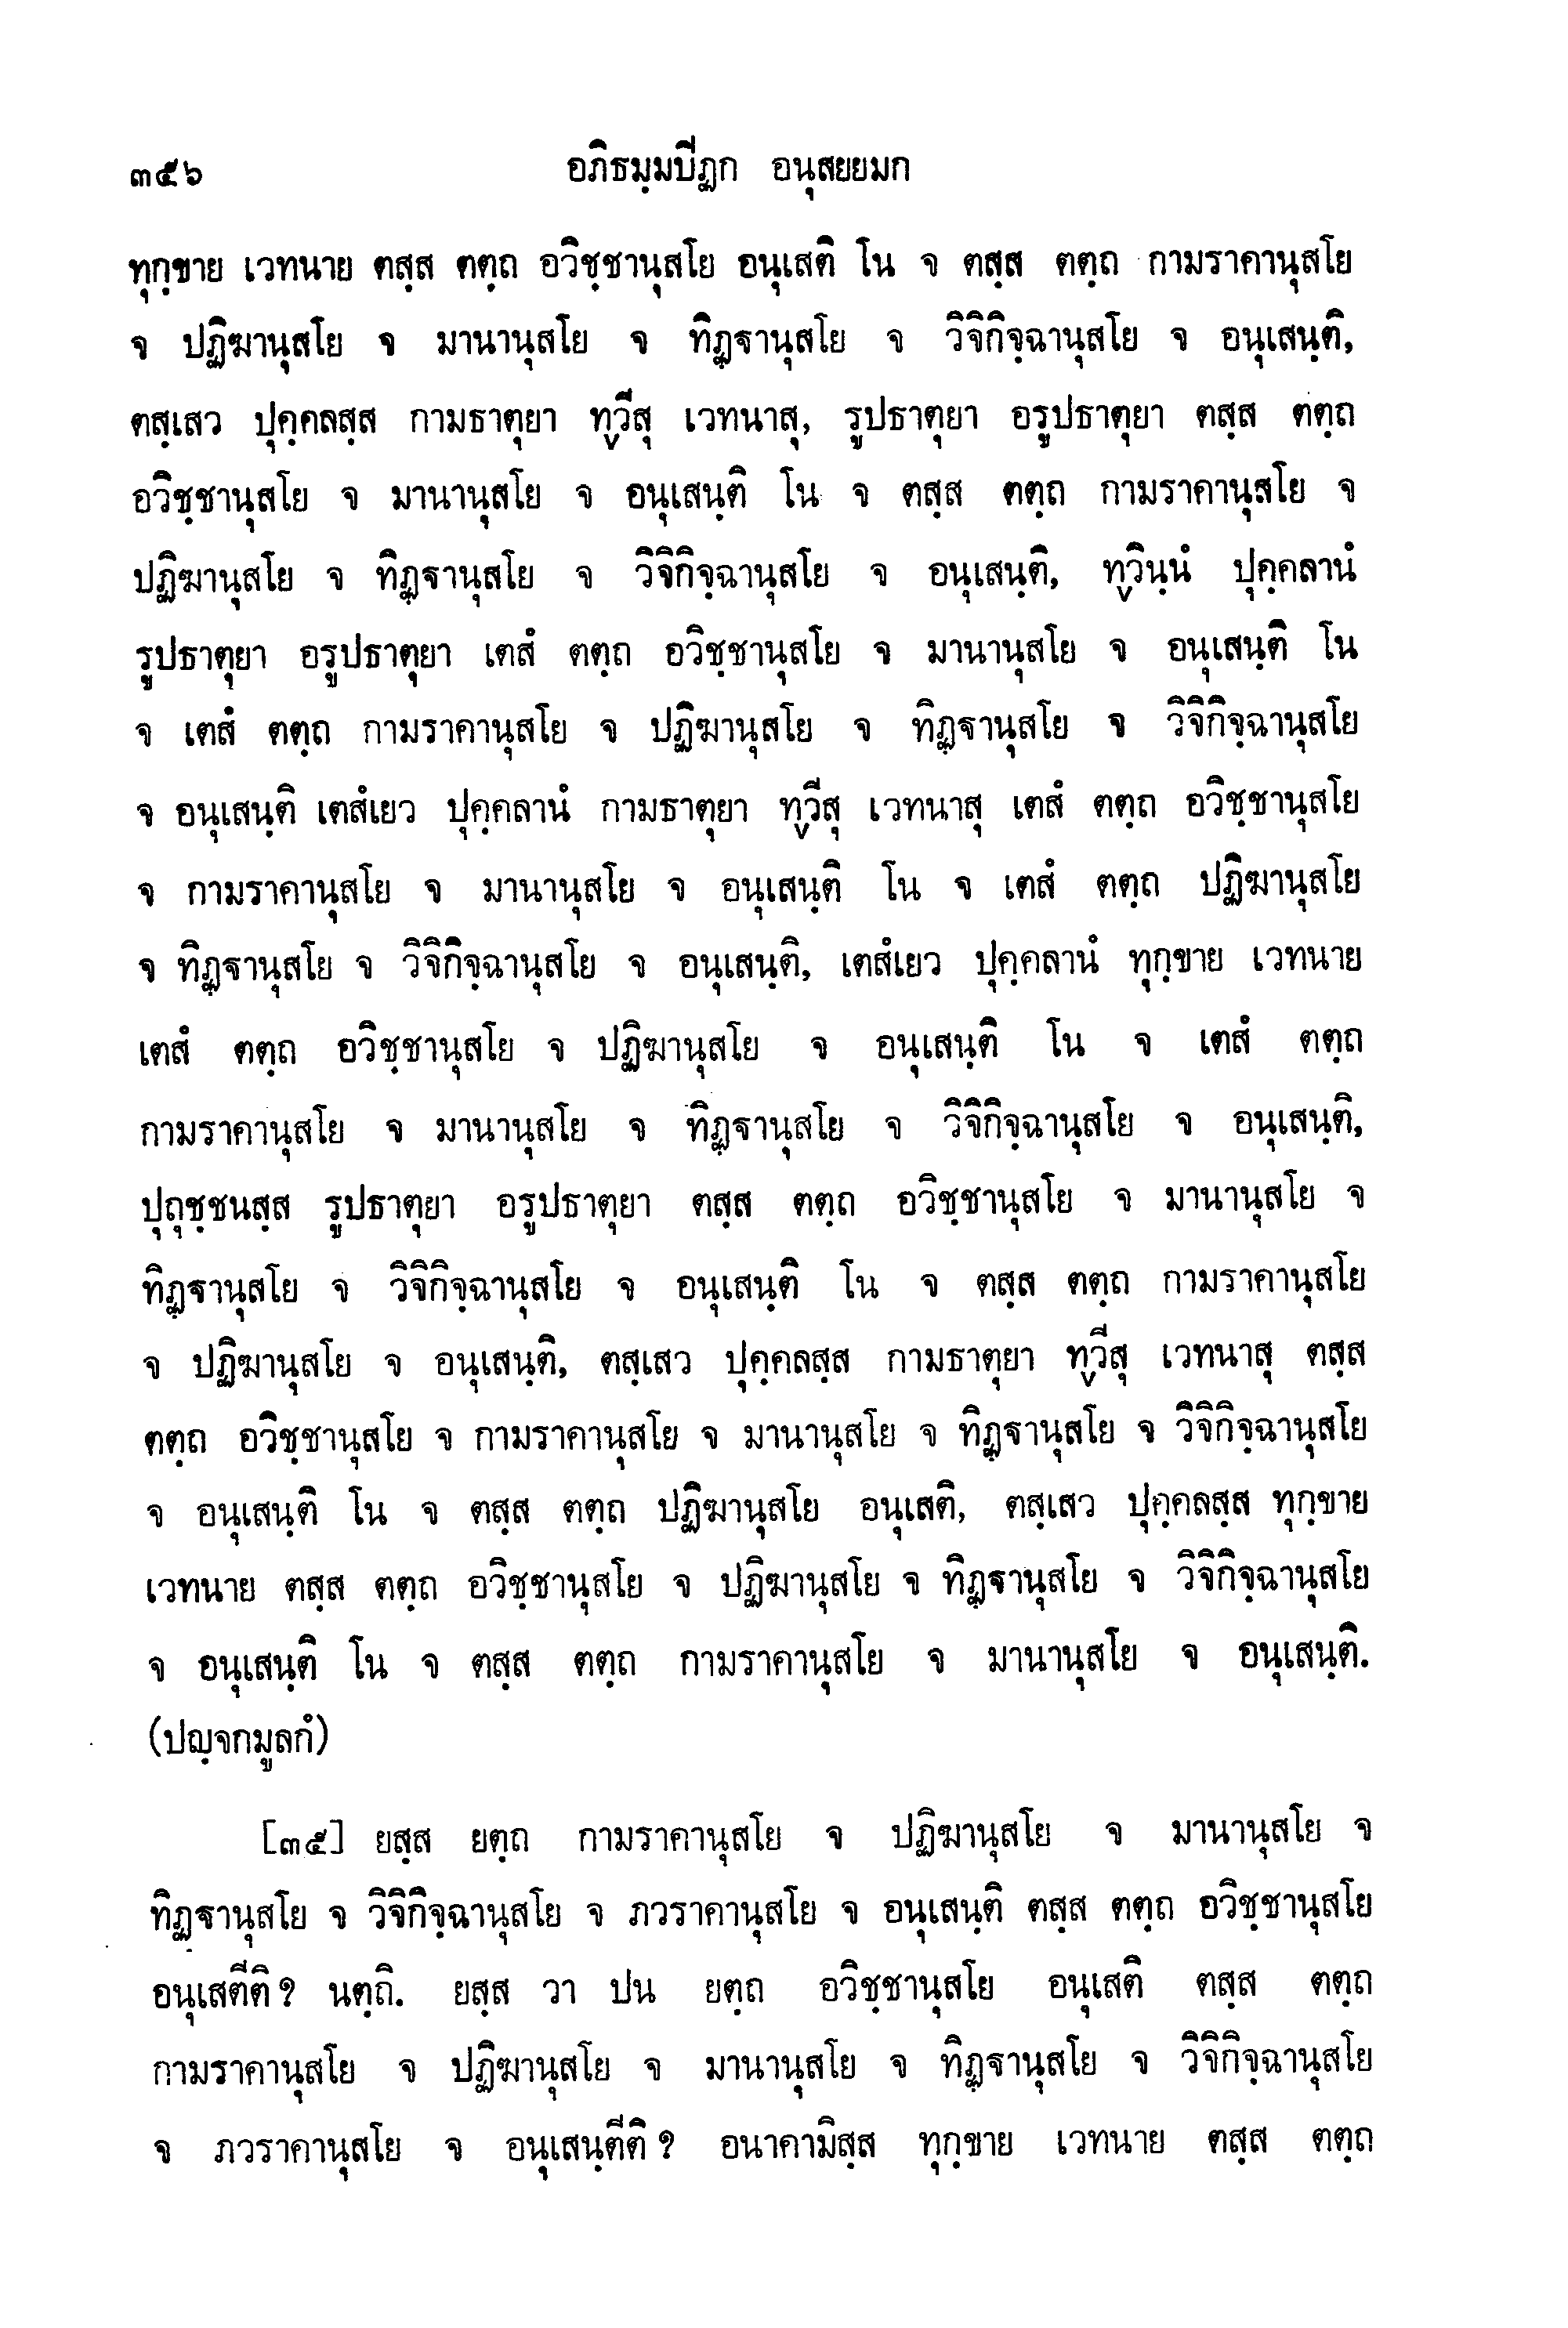 ๓๕๖ อภิธมฺมปีฏก อนุสยยมก
ทุกฺขาย เวทนาย ตสฺส ตตฺถ อวิชฺชานุสโย อนุเสติ โน จ ตสฺส ตตฺถ กามราคานุสโย
จ ปฏิฆานุสโย จ มานานุสโย จ ทิฏฺฐานุสโย จ วิจิกิจฺฉานุสโย จ อนุเสนฺติ,
ตสฺเสว ปุคฺคลสฺส กามธาตุยา ทฺวีสุ เวทนาสุ, รูปธาตุยา อรูปธาตุยา ตสฺส ตตฺถ
อวิชฺชานุสโย จ มานานุสโย จ อนุเสนฺติ โน จ ตสฺส ตตฺถ กามราคานุสโย จ
ปฏิฆานุสโย จ ทิฏฺฐานุสโย จ วิจิกิจฺฉานุสโย จ อนุเสนฺติ, ทฺวินฺนํ ปุคฺคลานํ
รูปธาตุยา อรูปธาตุยา เตสํ ตตฺถ อวิชฺชานุสโย จ มานานุสโย จ อนุเสนฺติ โน
จ เตสํ ตตฺถ กามราคานุสโย จ ปฏิฆานุสโย จ ทิฏฺฐานุสโย จ วิจิกิจฺฉานุสโย
จ อนุเสนฺติ เตสํเยว ปุคฺคลานํ กามธาตุยา ทฺวีสุ เวทนาสุ เตสํ ตตฺถ อวิชฺชานุสโย
จ กามราคานุสโย จ มานานุสโย จ อนุเสนฺติ โน จ เตสํ ตตฺถ ปฏิฆานุสโย
จ ทิฏฺฐานุสโย จ วิจิกิจฺฉานุสโย จ อนุเสนฺติ, เตสํเยว ปุคฺคลานํ ทุกฺขาย เวทนาย
เตสํ ตตฺถ อวิชฺชานุสโย จ ปฏิฆานุสโย จ อนุเสนฺติ โน จ เตสํ ตตฺถ
กามราคานุสโย จ มานานุสโย จ ทิฏฺฐานุสโย จ วิจิกิจฺฉานุสโย จ อนุเสนฺติ,
ปุถุชฺชนสฺส รูปธาตุยา อรูปธาตุยา ตสฺส ตตฺถ อวิชฺชานุสโย จ มานานุสโย จ
ทิฏฺฐานุสโย จ วิจิกิจฺฉานุสโย จ อนุเสนฺติ โน จ ตสฺส ตตฺถ กามราคานุสโย
จ ปฏิฆานุสโย จ อนุเสนฺติ, ตสฺเสว ปุคฺคลสฺส กามธาตุยา ทฺวีสุ เวทนาสุ ตสฺส
ตตฺถ อวิชฺชานุสโย จ กามราคานุสโย จ มานานุสโย จ ทิฏฺฐานุสโย จ วิจิกิจฺฉานุสโย
จ อนุเสนฺติ โน จ ตสฺส ตตฺถ ปฏิฆานุสโย อนุเสติ, ตสฺเสว ปุคฺคลสฺส ทุกฺขาย
เวทนาย ตสฺส ตตฺถ อวิชฺชานุสโย จ ปฏิฆานุสโย จ ทิฏฺฐานุสโย จ วิจิกิจฺฉานุสโย
จ อนุเสนฺติ โน จ ตสฺส ตตฺถ กามราคานุสโย จ มานานุสโย จ อนุเสนฺติ.
(ปญฺจกมูลกํ)
[๓๕] ยสฺส ยตฺถ กามราคานุสโย จ ปฏิฆานุสโย จ มานานุสโย จ
ทิฏฺฐานุสโย จ วิจิกิจฺฉานุสโย จ ภวราคานุสโย จ อนุเสนฺติ ตสฺส ตตฺถ อวิชฺชานุสโย
อนุเสตีติ? นตฺถิ. ยสฺส วา ปน ยตฺถ อวิชฺชานุสโย อนุเสติ ตสฺส ตตฺถ
กามราคานุสโย จ ปฏิฆานุสโย จ มานานุสโย จ ทิฏฺฐานุสโย จ วิจิกิจฺฉานุสโย
จ ภวราคานุสโย จ อนุเสนฺตีติ? อนาคามิสฺส ทุกฺขาย เวทนาย ตสฺส ตตฺถ